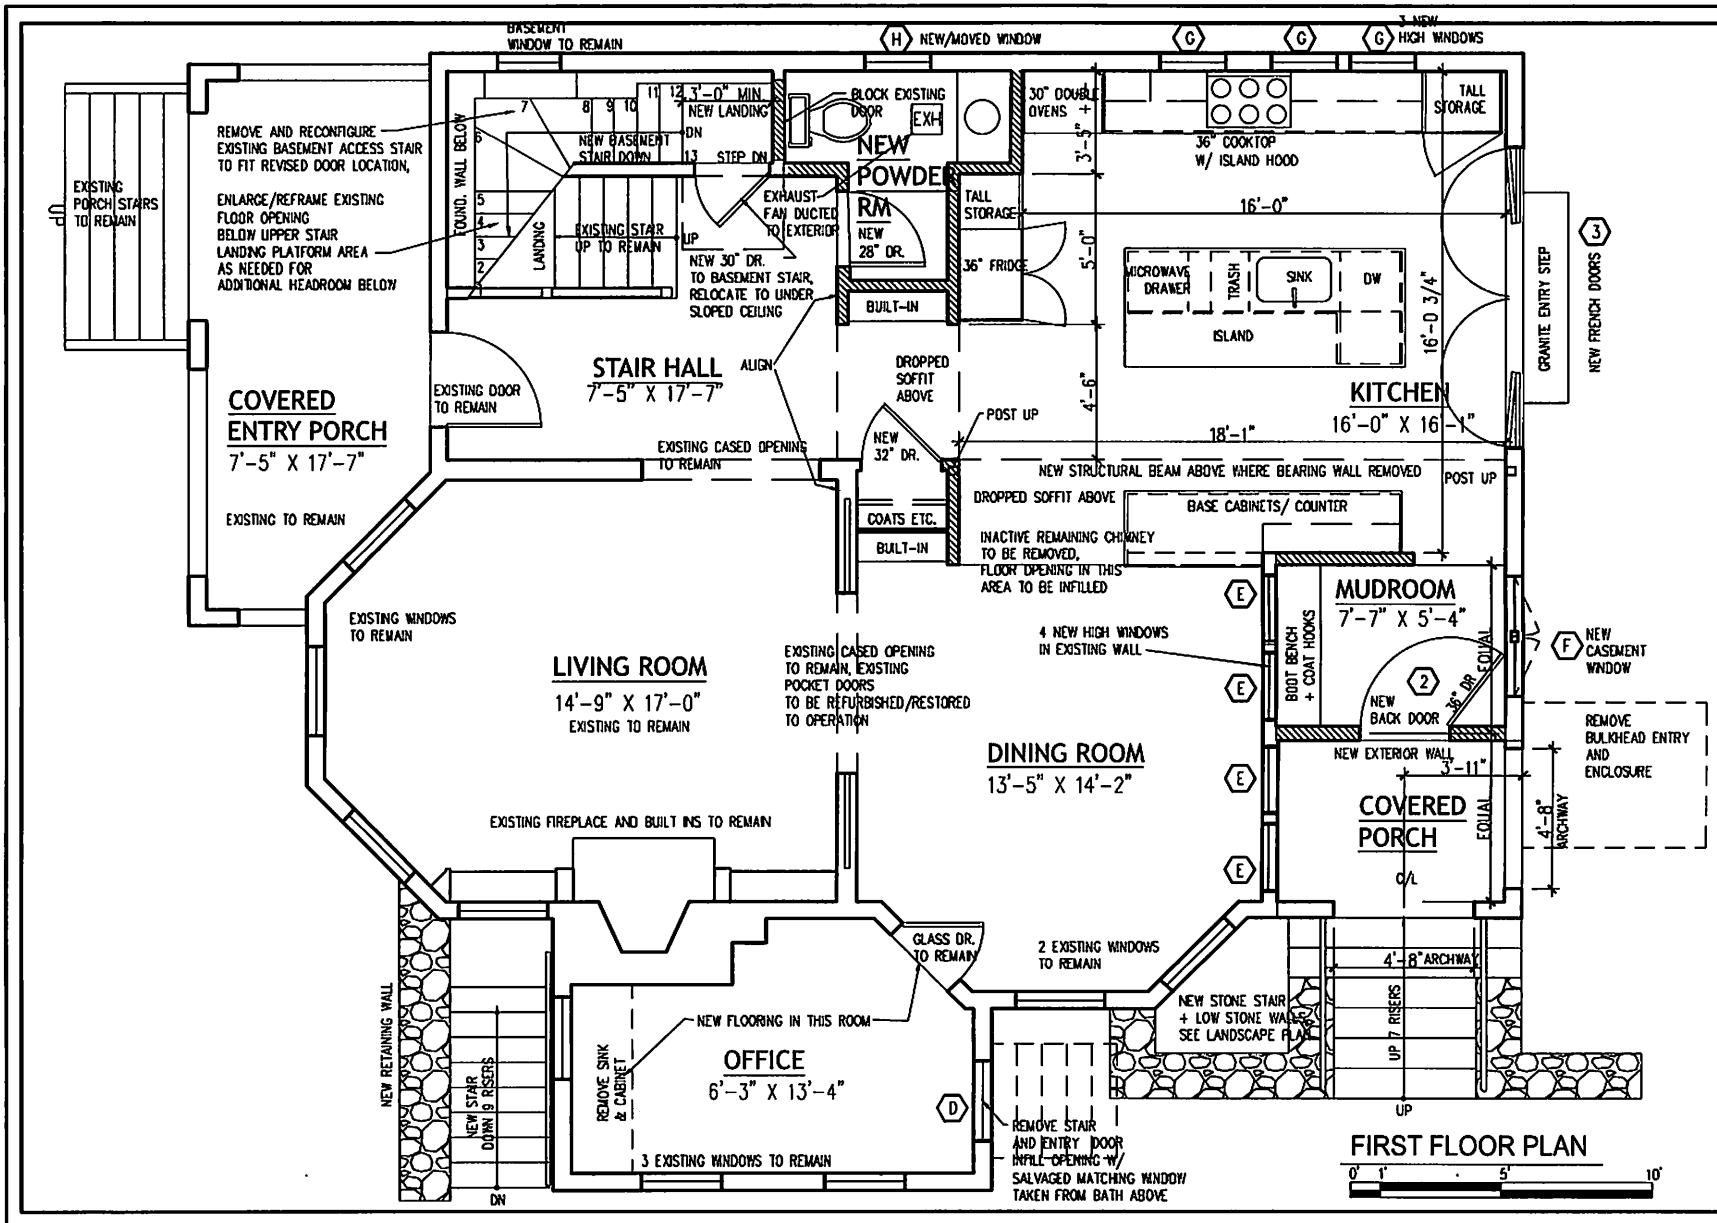 BASEMENT
WINDOW TO REMAIN
H
NEW/MOVED WINDOW
G
G
G
3 NEW
HIGH WINDOWS
REMOVE AND RECONFIGURE
EXISTING BASEMENT ACCESS STAIR
TO FIT REVISED DOOR LOCATION,
ENLARGE/REFRAME EXISTING
FLOOR OPENING
BELOW UPPER STAIR
LANDING PLATFORM AREA
AS NEEDED FOR
ADDITIONAL HEADROOM BELOW
EXISTING
PORCH STAIRS
TO REMAIN
FOUND. WALL BELOW
2
3
4
5
6
7
8
9
10
11
12
13
3'-0" MIN.
NEW LANDING
DN
NEW BASEMENT
STAIR DOWN
STEP DN
LANDING
EXISTING STAIR
UP TO REMAIN
UP
NEW 30" DR.
TO BASEMENT STAIR,
RELOCATE TO UNDER
SLOPED CEILING
BLOCK EXISTING
DOOR
EXH
NEW
POWDER
RM
NEW
28" DR.
EXHAUST
FAN DUCTED
TO EXTERIOR
BUILT-IN
30" DOUBLE
OVENS
3'-5" +-
36" COOKTOP
W/ ISLAND HOOD
TALL
STORAGE
TALL
STORAGE
16'-0"
36" FRIDGE
5'-0"
MICROWAVE
DRAWER
TRASH
SINK
DW
ISLAND
16'-0 3/4"
GRANITE ENTRY STEP
3
NEW FRENCH DOORS
KITCHEN
16'-0" X 16'-1"
4'-6"
18'-1"
COVERED
ENTRY PORCH
7'-5" X 17'-7"
EXISTING TO REMAIN
EXISTING DOOR
TO REMAIN
STAIR HALL
7'-5" X 17'-7"
ALIGN
DROPPED
SOFFIT
ABOVE
POST UP
EXISTING CASED OPENING
TO REMAIN
NEW
32" DR.
COATS ETC.
BUILT-IN
NEW STRUCTURAL BEAM ABOVE WHERE BEARING WALL REMOVED
POST UP
DROPPED SOFFIT ABOVE
BASE CABINETS/ COUNTER
INACTIVE REMAINING CHIMNEY
TO BE REMOVED,
FLOOR OPENING IN THIS
AREA TO BE INFILLED
EXISTING WINDOWS
TO REMAIN
LIVING ROOM
14'-9" X 17'-0"
EXISTING TO REMAIN
EXISTING CASED OPENING
TO REMAIN, EXISTING
POCKET DOORS
TO BE REFURBISHED/RESTORED
TO OPERATION
4 NEW HIGH WINDOWS
IN EXISTING WALL
E
E
E
E
BOOT BENCH
+ COAT HOOKS
MUDROOM
7'-7" X 5'-4"
EQUAL
2
36" DR
NEW
BACK DOOR
F
NEW
CASEMENT
WINDOW
REMOVE
BULKHEAD ENTRY
AND
ENCLOSURE
NEW EXTERIOR WALL
3'-11"
DINING ROOM
13'-5" X 14'-2"
COVERED
PORCH
EQUAL
4'-8"
ARCHWAY
C/L
EXISTING FIREPLACE AND BUILT INS TO REMAIN
GLASS DR.
TO REMAIN
2 EXISTING WINDOWS
TO REMAIN
4'-8" ARCHWAY
NEW STONE STAIR
+ LOW STONE WALLS,
SEE LANDSCAPE PLAN
UP 7 RISERS
UP
NEW RETAINING WALL
NEW STAIR
DOWN 9 RISERS
DN
REMOVE SINK
& CABINET
NEW FLOORING IN THIS ROOM
OFFICE
6'-3" X 13'-4"
3 EXISTING WINDOWS TO REMAIN
D
REMOVE STAIR
AND ENTRY DOOR
INFILL OPENING W/
SALVAGED MATCHING WINDOW
TAKEN FROM BATH ABOVE
FIRST FLOOR PLAN
0' 1' 5' 10'